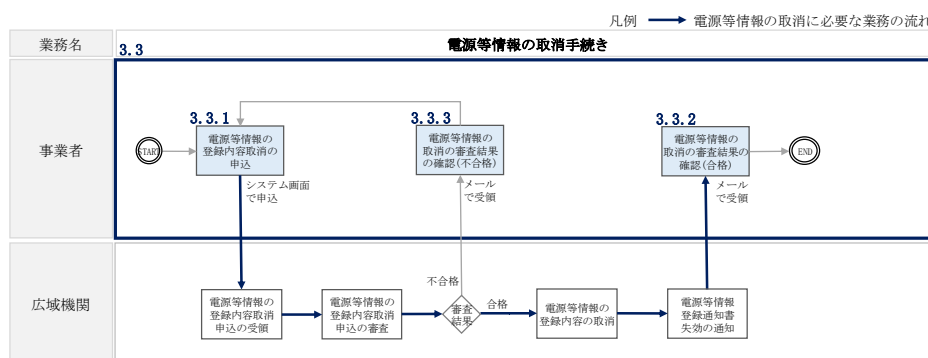 凡例 電源等情報の取消に必要な業務の流れ
業務名
3.3
電源等情報の取消手続き
事業者
START
3.3.1
電源等情報の
登録内容取消の
申込
システム画面
で申込
3.3.3
電源等情報の
取消の審査結果
の確認(不合格)
メール
で受領
3.3.2
電源等情報の
取消の審査結果の
確認(合格)
メール
で受領
END
広域機関
電源等情報の
登録内容取消
申込の受領
電源等情報の
登録内容取消
申込の審査
不合格
審査
結果
合格
電源等情報の
登録内容の取消
電源等情報
登録通知書
失効の通知